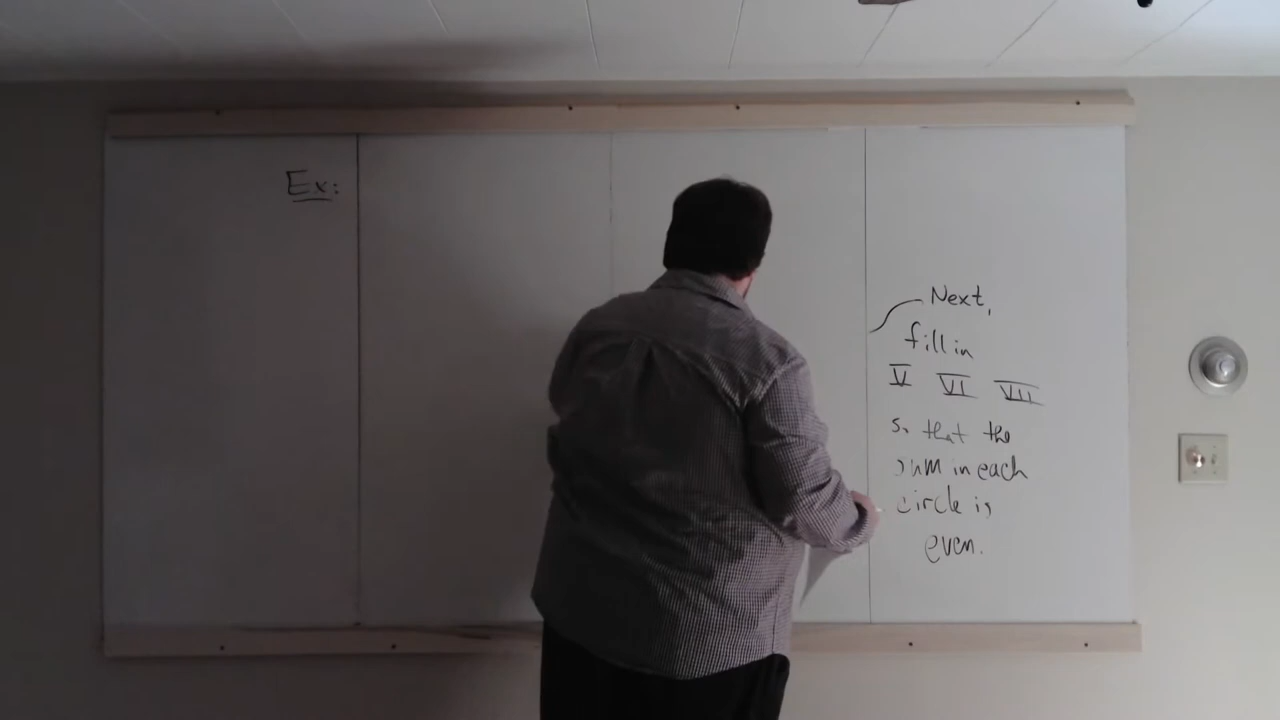 Ex:
Next,
fill in
V VI VII
so that the
sum in each
circle is
even.